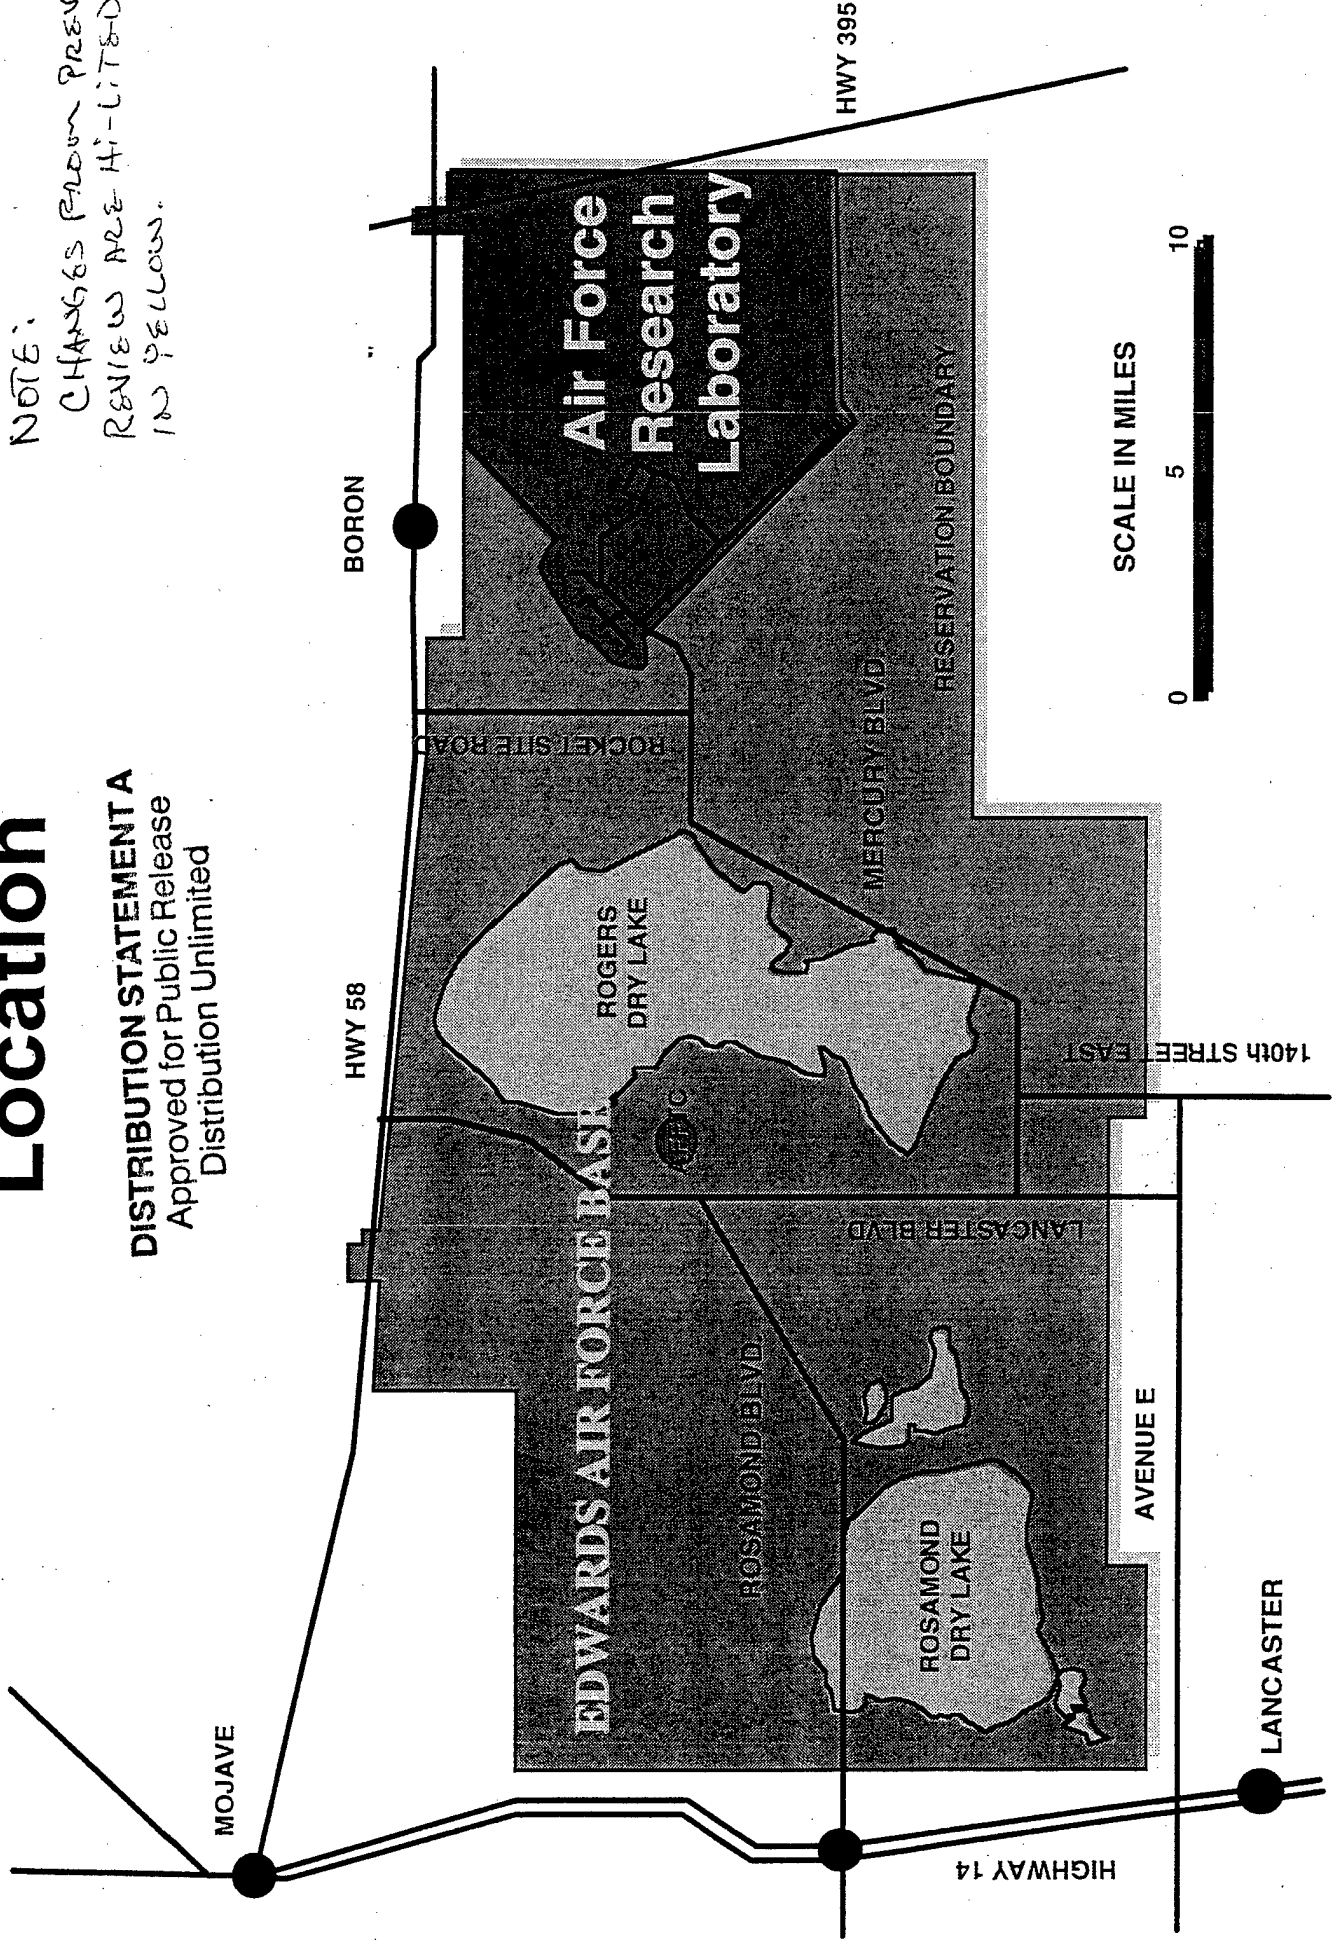 Location
DISTRIBUTION STATEMENT A
Approved for Public Release
Distribution Unlimited
NOTE:
CHANGES FROM PREV
REVIEW ARE Hi-LiTED
IN YELLOW.
MOJAVE
HWY 58
BORON
HWY 395
EDWARDS AIR FORCE BASE
ROGERS
DRY LAKE
ROCKET SITE ROAD
Air Force
Research
Laboratory
ROSAMOND BLVD.
LANCASTER BLVD
MERCURY BLVD
RESERVATION BOUNDARY
ROSAMOND
DRY LAKE
HIGHWAY 14
AVENUE E
140th STREET EAST
LANCASTER
SCALE IN MILES
0 5 10